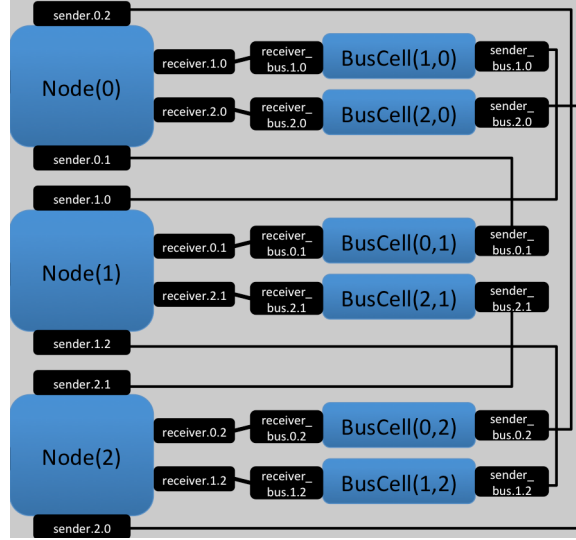 sender.0.2
Node(0)
receiver.1.0
receiver_
bus.1.0
BusCell(1,0)
sender_
bus.1.0
receiver.2.0
receiver_
bus.2.0
BusCell(2,0)
sender_
bus.2.0
sender.0.1
sender.1.0
Node(1)
receiver.0.1
receiver_
bus.0.1
BusCell(0,1)
sender_
bus.0.1
receiver.2.1
receiver_
bus.2.1
BusCell(2,1)
sender_
bus.2.1
sender.1.2
sender.2.1
Node(2)
receiver.0.2
receiver_
bus.0.2
BusCell(0,2)
sender_
bus.0.2
receiver.1.2
receiver_
bus.1.2
BusCell(1,2)
sender_
bus.1.2
sender.2.0